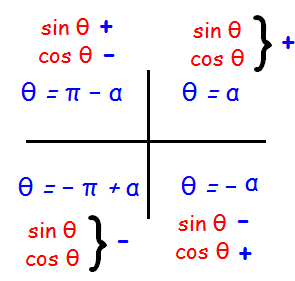 sin θ +
cos θ –
θ = π – α
sin θ
cos θ } +
θ = α
θ = – π + α
sin θ
cos θ } –
θ = – α
sin θ –
cos θ +